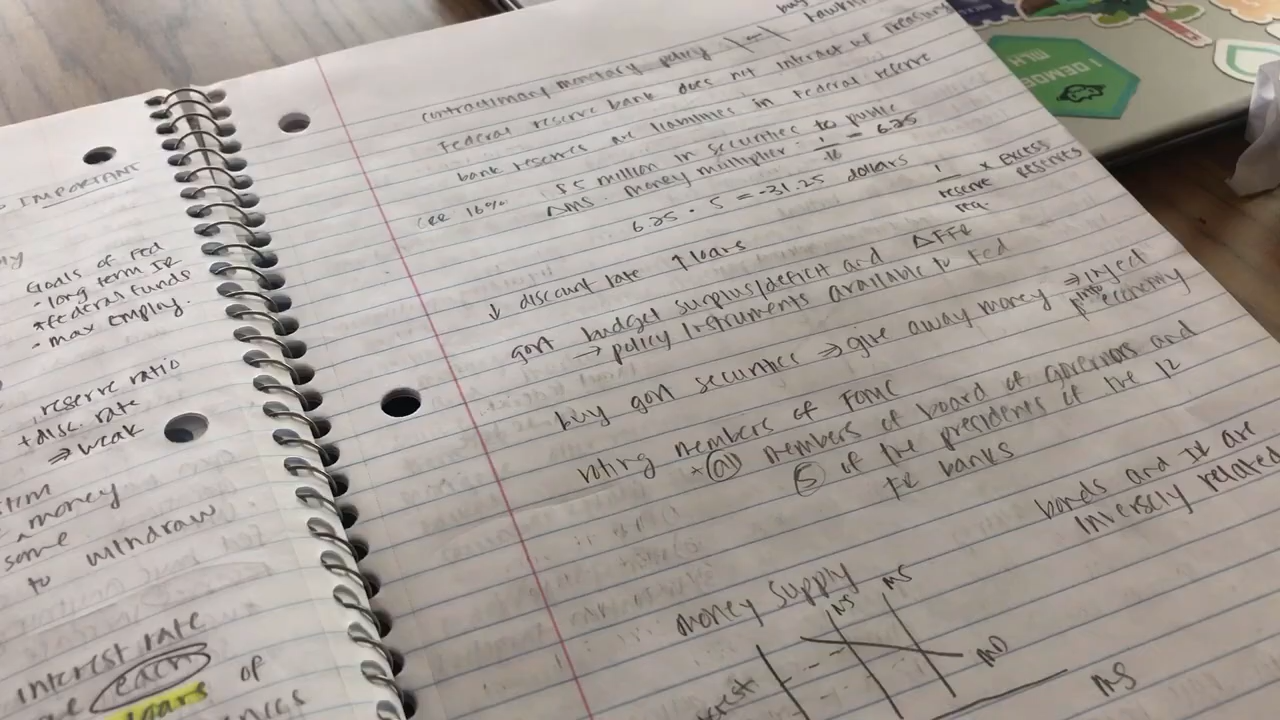 IMPORTANT
Goals of Fed
- long term IR
federal funds
- max employ.
reserve ratio
+ disc. rate
⇒ weak
money
some
to withdraw
interest rate
each
of
contractionary monetary policy
buy
Federal reserve bank does not interact w/
bank reserves are liabilities in Federal reserve
$5 million in securities to public
16%
ΔMS. money multiplier: 1/.16 = 6.25
6.25 · 5 = -31.25 dollars
1/reserve req. × excess reserves
↓ discount rate ↑ loans
govt budget surplus/deficit and ΔFFR
→ policy instruments available to Fed
buy govt securities ⇒ give away money ⇒ inject into economy
voting members of FOMC
members of board of governors and
5 of the presidents of the 12
banks
bonds and IR are
inversely related
money supply
MS
MS
MD
MS